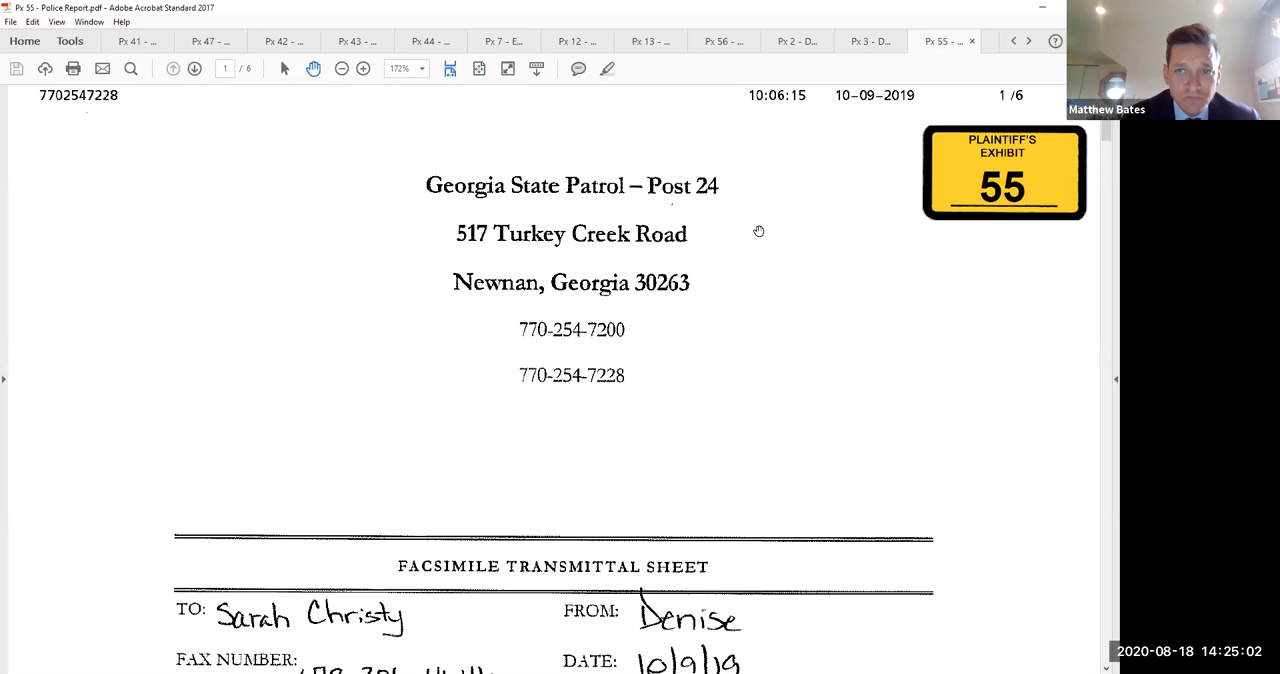 Px 55 - Police Report.pdf - Adobe Acrobat Standard 2017
File Edit View Window Help
Home Tools Px 41 - ... Px 47 - ... Px 42 - ... Px 43 - ... Px 44 - ... Px 7 - E... Px 12 - ... Px 13 - ... Px 56 - ... Px 2 - D... Px 3 - D... Px 55 - ... ×
1 / 6 172%
Matthew Bates
7702547228 10:06:15 10-09-2019 1 /6
PLAINTIFF'S
EXHIBIT
55
Georgia State Patrol – Post 24
517 Turkey Creek Road
Newnan, Georgia 30263
770-254-7200
770-254-7228
FACSIMILE TRANSMITTAL SHEET
TO: Sarah Christy FROM: Denise
FAX NUMBER: DATE: 10/9/19
2020-08-18 14:25:02